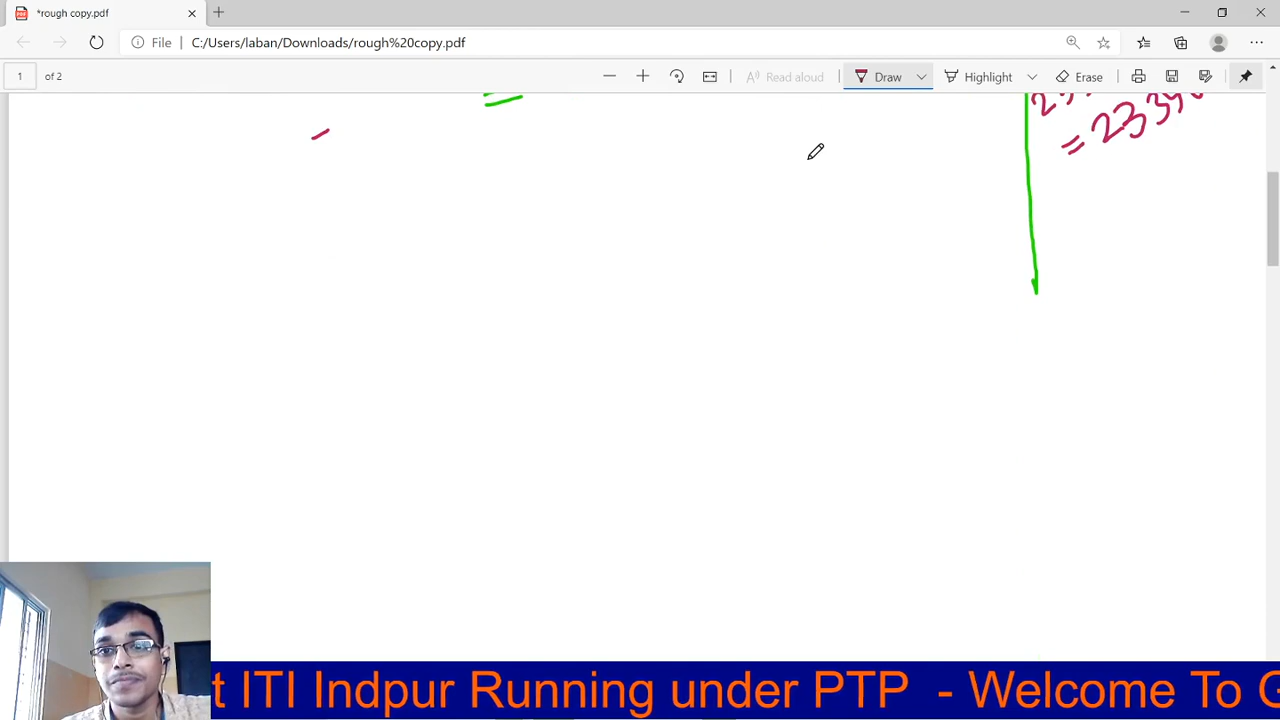 *rough copy.pdf
File | C:/Users/laban/Downloads/rough%20copy.pdf
1 of 2
Read aloud
Draw
Highlight
Erase
t ITI Indpur Running under PTP - Welcome To G